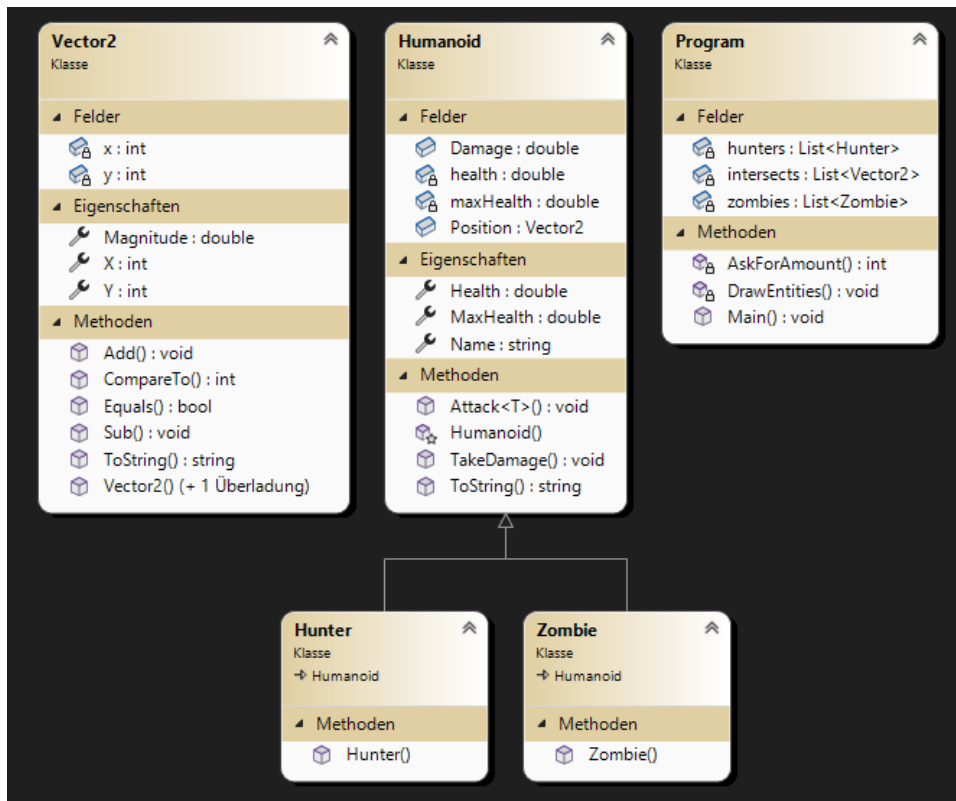 Vector2
Klasse
Felder
x : int
y : int
Eigenschaften
Magnitude : double
X : int
Y : int
Methoden
Add() : void
CompareTo() : int
Equals() : bool
Sub() : void
ToString() : string
Vector2() (+ 1 Überladung)
Humanoid
Klasse
Felder
Damage : double
health : double
maxHealth : double
Position : Vector2
Eigenschaften
Health : double
MaxHealth : double
Name : string
Methoden
Attack<T>() : void
Humanoid()
TakeDamage() : void
ToString() : string
Program
Klasse
Felder
hunters : List<Hunter>
intersects : List<Vector2>
zombies : List<Zombie>
Methoden
AskForAmount() : int
DrawEntities() : void
Main() : void
Hunter
Klasse
Humanoid
Methoden
Hunter()
Zombie
Klasse
Humanoid
Methoden
Zombie()